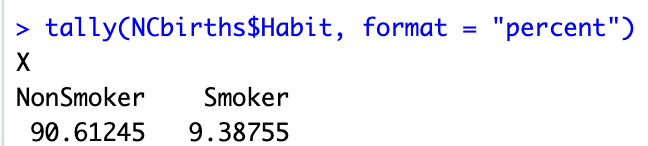 > tally(NCbirths$Habit, format = "percent")
X
NonSmoker Smoker
90.61245 9.38755